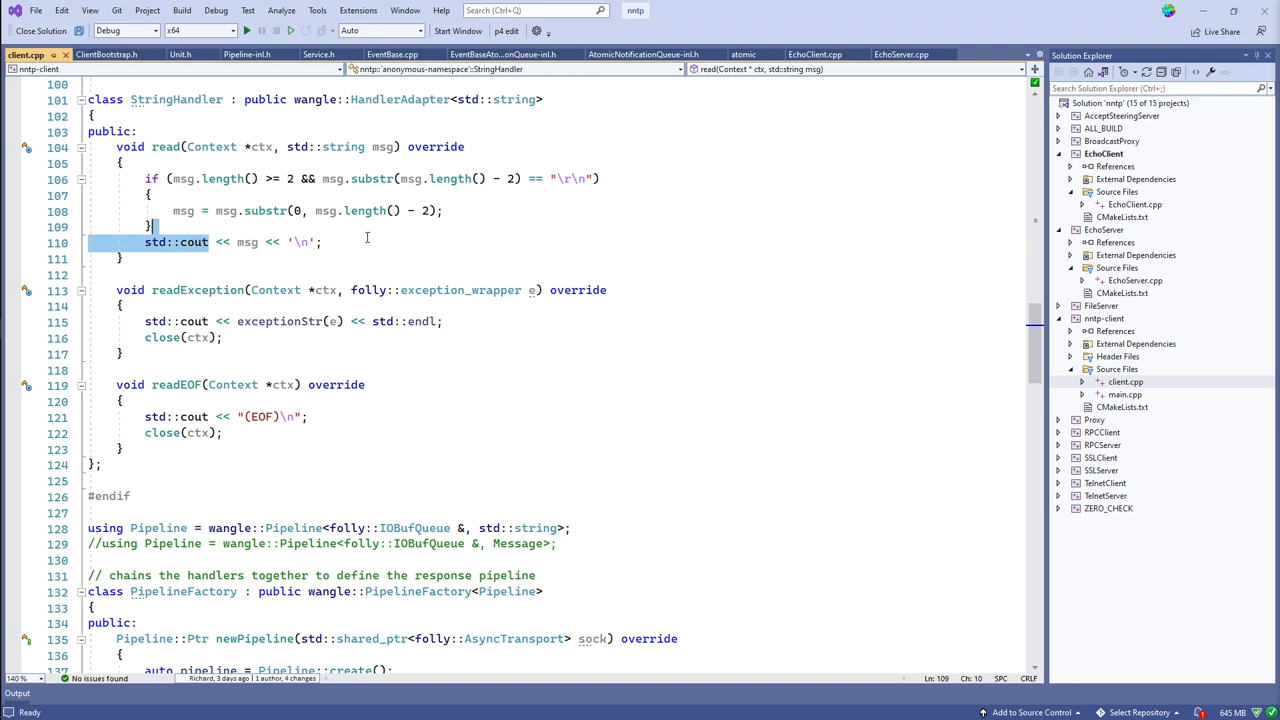 File Edit View Git Project Build Debug Test Analyze Tools Extensions Window Help Search (Ctrl+;) nntp
Close Solution Debug x64 Auto Start Window p4 edit Live Share
client.cpp ClientBootstrap.h Unit.h Pipeline-inl.h Service.h EventBase.cpp EventBaseAto...onQueue-inl.h AtomicNotificationQueue-inl.h atomic EchoClient.cpp EchoServer.cpp
nntp-client nntp::`anonymous-namespace'::StringHandler read(Context * ctx, std::string msg)
100
101 class StringHandler : public wangle::HandlerAdapter<std::string>
102 {
103 public:
104 void read(Context *ctx, std::string msg) override
105 {
106 if (msg.length() >= 2 && msg.substr(msg.length() - 2) == "\r\n")
107 {
108 msg = msg.substr(0, msg.length() - 2);
109 }
110 std::cout << msg << '\n';
111 }
112
113 void readException(Context *ctx, folly::exception_wrapper e) override
114 {
115 std::cout << exceptionStr(e) << std::endl;
116 close(ctx);
117 }
118
119 void readEOF(Context *ctx) override
120 {
121 std::cout << "(EOF)\n";
122 close(ctx);
123 }
124 };
125
126 #endif
127
128 using Pipeline = wangle::Pipeline<folly::IOBufQueue &, std::string>;
129 //using Pipeline = wangle::Pipeline<folly::IOBufQueue &, Message>;
130
131 // chains the handlers together to define the response pipeline
132 class PipelineFactory : public wangle::PipelineFactory<Pipeline>
133 {
134 public:
135 Pipeline::Ptr newPipeline(std::shared_ptr<folly::AsyncTransport> sock) override
136 {
137 auto pipeline = Pipeline::create();
140 % No issues found Richard, 3 days ago | 1 author, 4 changes Ln: 109 Ch: 10 SPC CRLF
Solution Explorer
Search Solution Explorer (Ctrl+;)
Solution 'nntp' (15 of 15 projects)
AcceptSteeringServer
ALL_BUILD
BroadcastProxy
EchoClient
References
External Dependencies
Source Files
EchoClient.cpp
CMakeLists.txt
EchoServer
References
External Dependencies
Source Files
EchoServer.cpp
CMakeLists.txt
FileServer
nntp-client
References
External Dependencies
Header Files
Source Files
client.cpp
main.cpp
CMakeLists.txt
Proxy
RPCClient
RPCServer
SSLClient
SSLServer
TelnetClient
TelnetServer
ZERO_CHECK
Output
Ready Add to Source Control Select Repository 1 645 MB